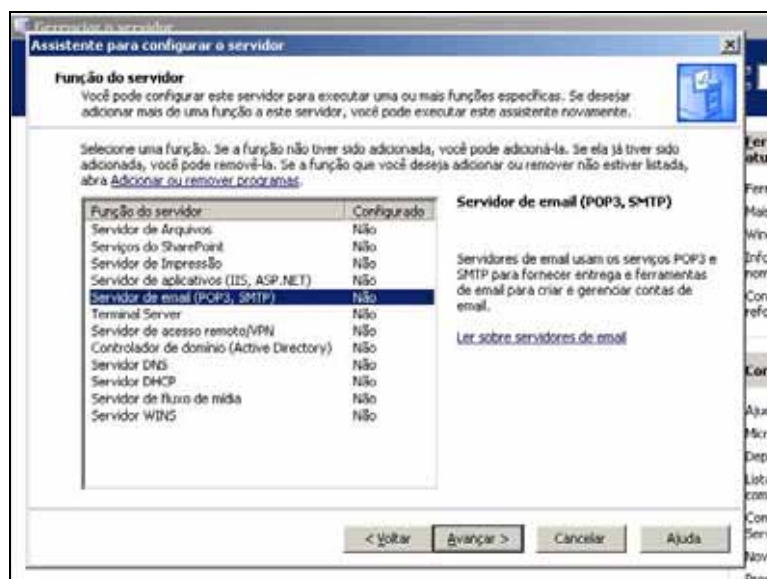 Gerenciar o servidor
Assistente para configurar o servidor
Função do servidor
Você pode configurar este servidor para executar uma ou mais funções específicas. Se desejar
adicionar mais de uma função a este servidor, você pode executar este assistente novamente.
Selecione uma função. Se a função não tiver sido adicionada, você pode adicioná-la. Se ela já tiver sido
adicionada, você pode removê-la. Se a função que você deseja adicionar ou remover não estiver listada,
abra Adicionar ou remover programas.
Função do servidor Configurado
Servidor de Arquivos Não
Serviços do SharePoint Não
Servidor de Impressão Não
Servidor de aplicativos (IIS, ASP.NET) Não
Servidor de email (POP3, SMTP) Não
Terminal Server Não
Servidor de acesso remoto/VPN Não
Controlador de domínio (Active Directory) Não
Servidor DNS Não
Servidor DHCP Não
Servidor de fluxo de mídia Não
Servidor WINS Não
Servidor de email (POP3, SMTP)
Servidores de email usam os serviços POP3 e
SMTP para fornecer entrega e ferramentas
de email para criar e gerenciar contas de
email.
Ler sobre servidores de email
< Voltar
Avançar >
Cancelar
Ajuda